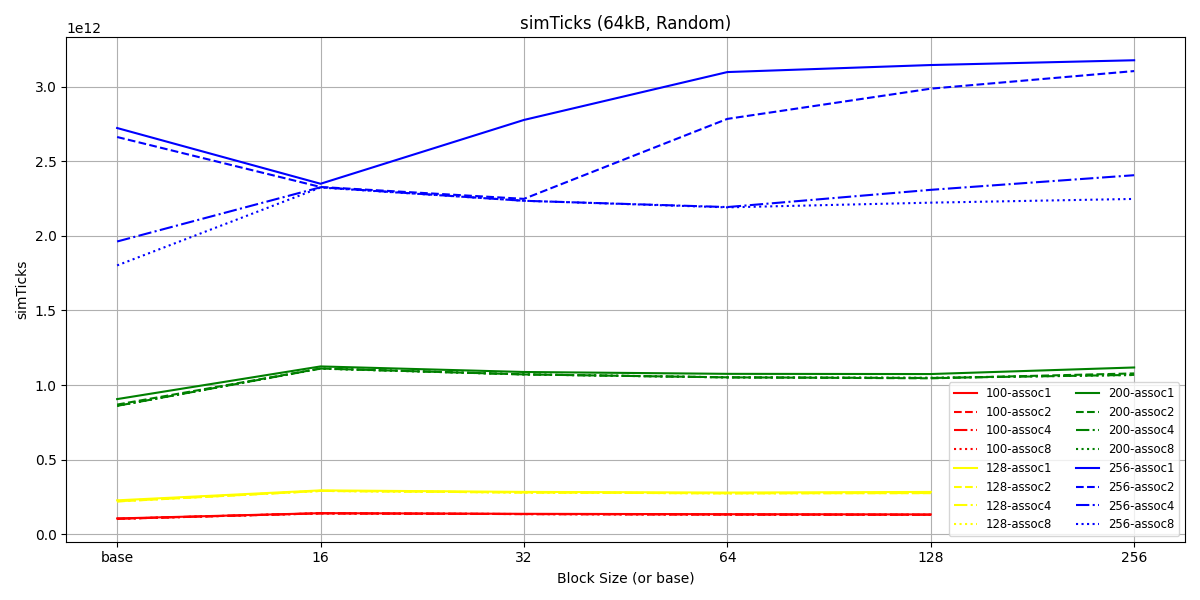 simTicks (64kB, Random)
1e12
3.0
2.5
2.0
1.5
1.0
0.5
0.0
simTicks
base 16 32 64 128 256
Block Size (or base)
100-assoc1 200-assoc1
100-assoc2 200-assoc2
100-assoc4 200-assoc4
100-assoc8 200-assoc8
128-assoc1 256-assoc1
128-assoc2 256-assoc2
128-assoc4 256-assoc4
128-assoc8 256-assoc8